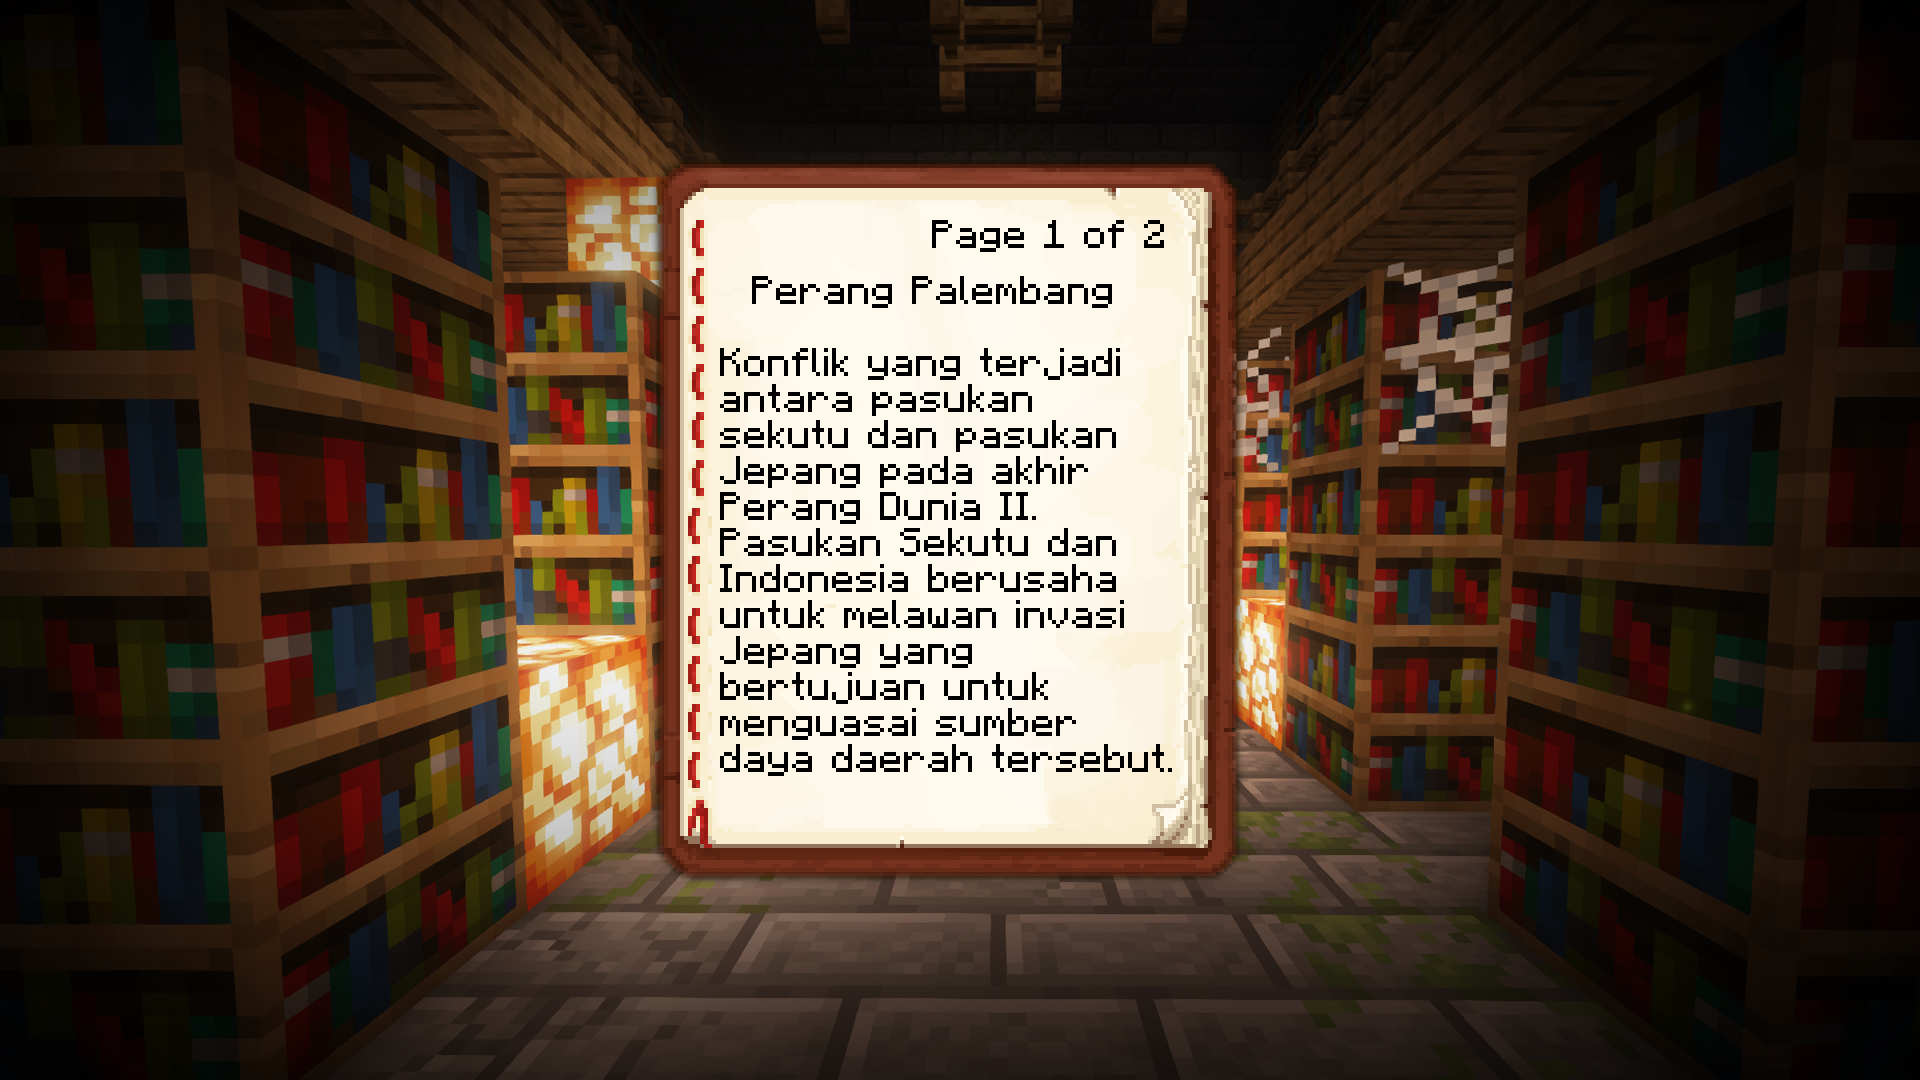 Page 1 of 2
Perang Palembang
Konflik yang terjadi
antara pasukan
sekutu dan pasukan
Jepang pada akhir
Perang Dunia II.
Pasukan Sekutu dan
Indonesia berusaha
untuk melawan invasi
Jepang yang
bertujuan untuk
menguasai sumber
daya daerah tersebut.